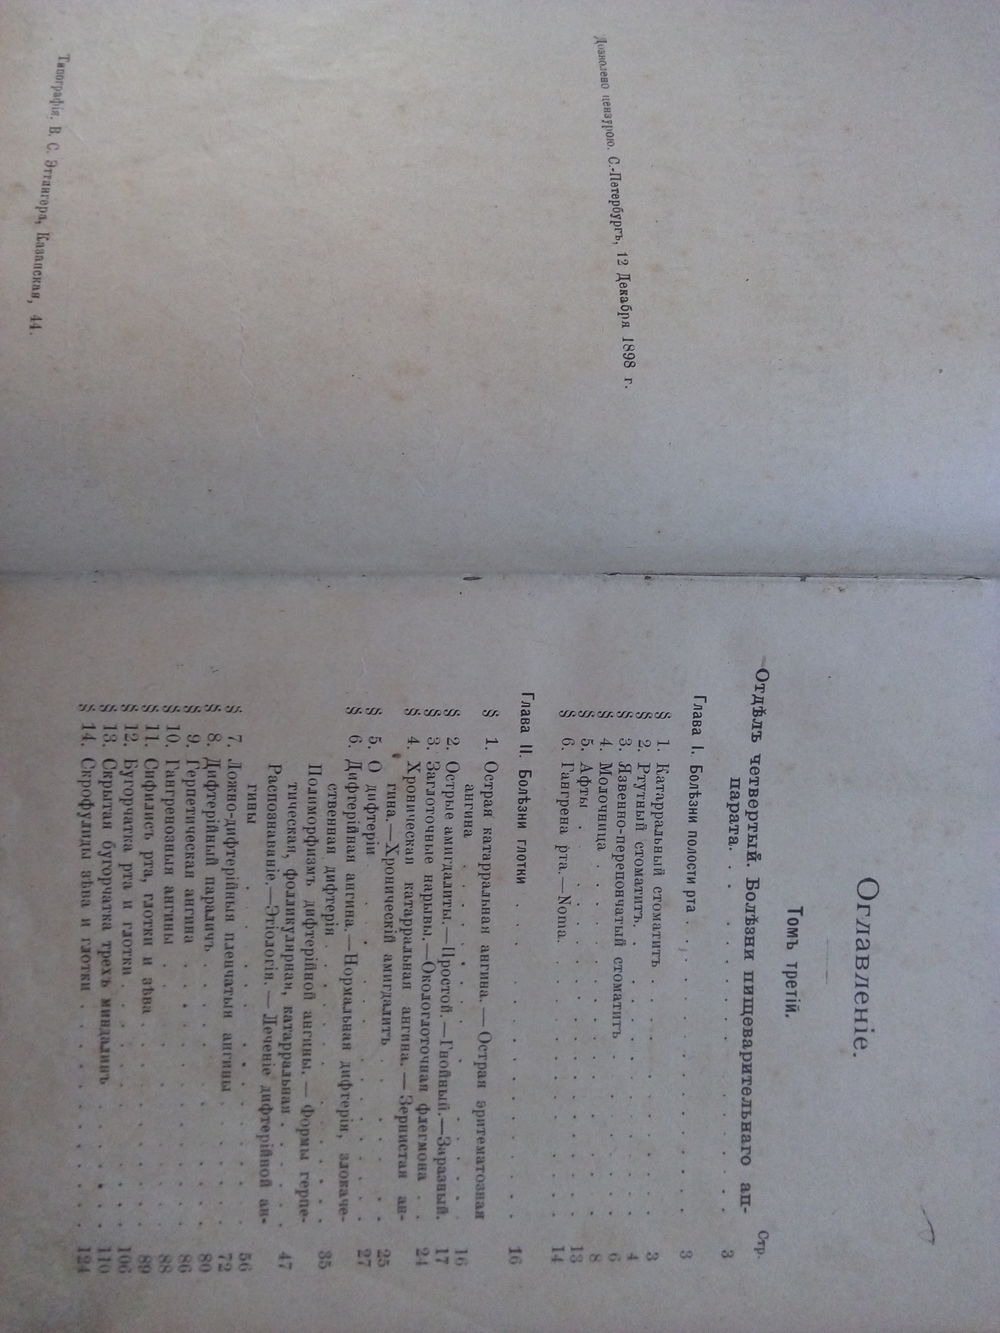 Дозволено цензурою. С.-Петербургъ, 12 Декабря 1898 г.
Типографія. В. С. Эттингера, Казанская, 44.
Оглавленіе.
Томъ третій.
Стр.
Отдѣлъ четвертый. Болѣзни пищеварительнаго ап-
парата. . . . . . . . . . . 3
Глава I. Болѣзни полости рта . . . . . . . . . . . 3
§ 1. Катарральный стоматитъ . . . . . . . . . 3
§ 2. Ртутный стоматитъ. . . . . . . . . . . 4
§ 3. Язвенно-перепончатый стоматитъ . . . . . . . 6
§ 4. Молочница . . . . . . . . . . . . 8
§ 5. Афты . . . . . . . . . . . . . 13
§ 6. Гангрена рта.—Noma. . . . . . . . . . 14
Глава II. Болѣзни глотки . . . . . . . . . . . . 16
§ 1. Острая катарральная ангина. — Острая эритематозная
ангина . . . . . . . . . . . . 16
§ 2. Острые амигдалиты.—Простой.—Гнойный.—Заразный. 17
§ 3. Заглоточные нарывы.—Окологлоточная флегмона . . 24
§ 4. Хроническая катарральная ангина. — Зернистая ан-
гина.—Хроническій амигдалитъ . . . . . . 25
§ 5. О дифтеріи . . . . . . . . . . . 27
§ 6. Дифтерійная ангина.—Нормальная дифтерія, злокаче-
ственная дифтерія . . . . . . . . . . 35
Полиморфизмъ дифтерійной ангины. — Формы герпе-
тическая, фолликулярная, катарральная . . . . . 47
Распознаваніе.—Этіологія. — Леченіе дифтерійной ан-
гины . . . . . . . . . . . . 56
§ 7. Ложно-дифтерійныя пленчатыя ангины . . . . . 72
§ 8. Дифтерійный параличъ . . . . . . . . . 80
§ 9. Герпетическая ангина . . . . . . . . . 86
§ 10. Гангренозныя ангины . . . . . . . . . 88
§ 11. Сифилисъ рта, глотки и зѣва . . . . . . . . 89
§ 12. Бугорчатка рта и глотки . . . . . . . . . 106
§ 13. Скрытая бугорчатка трехъ миндалинъ . . . . . 110
§ 14. Скрофулиды зѣва и глотки . . . . . . . . 124